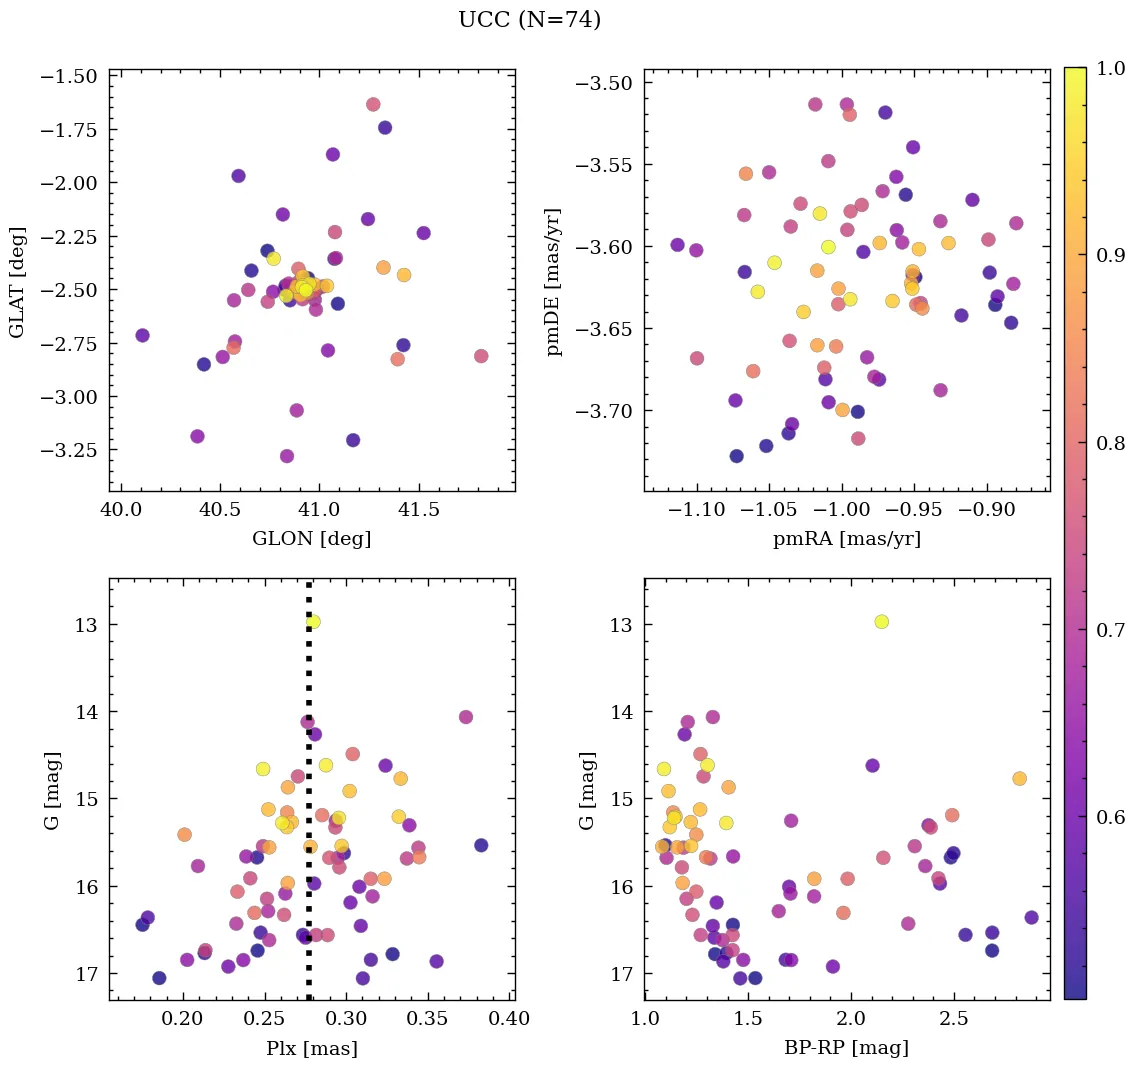 UCC (N=74)
−1.50
−1.75
−2.00
−2.25
−2.50
−2.75
−3.00
−3.25
GLAT [deg]
40.0 40.5 41.0 41.5
GLON [deg]
−3.50
−3.55
−3.60
−3.65
−3.70
pmDE [mas/yr]
−1.10 −1.05 −1.00 −0.95 −0.90
pmRA [mas/yr]
13
14
15
16
17
G [mag]
0.20 0.25 0.30 0.35 0.40
Plx [mas]
13
14
15
16
17
G [mag]
1.0 1.5 2.0 2.5
BP-RP [mag]
1.0
0.9
0.8
0.7
0.6